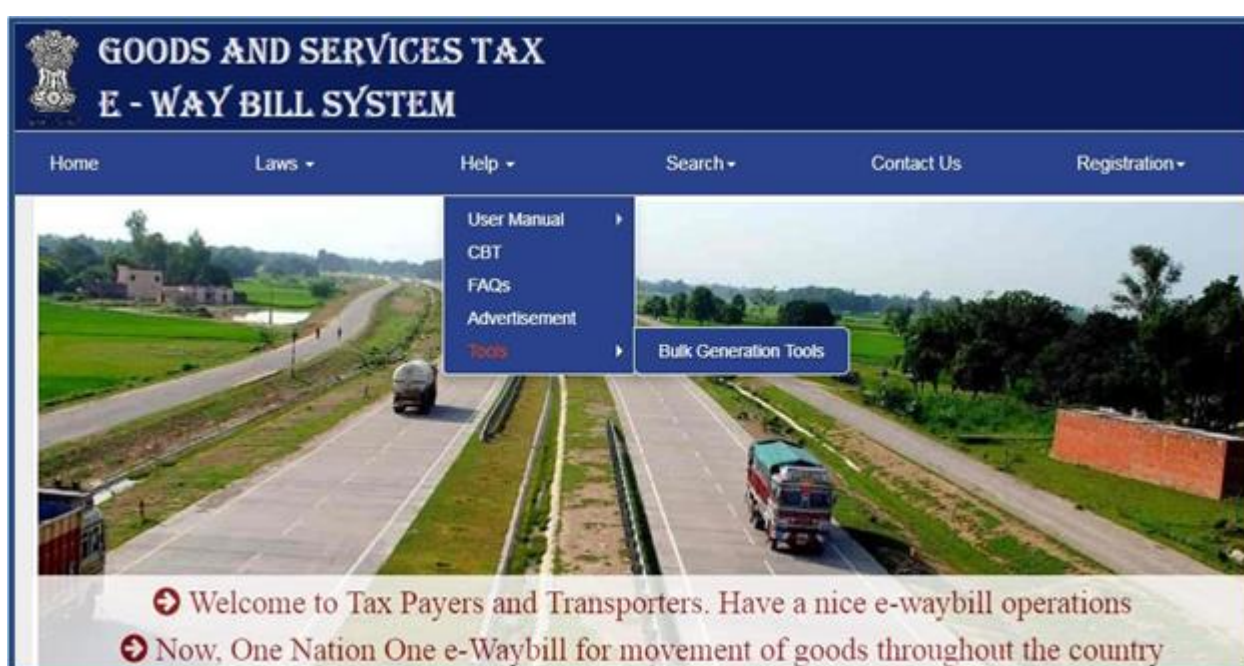 GOODS AND SERVICES TAX
E - WAY BILL SYSTEM
Home Laws Help Search Contact Us Registration
User Manual
CBT
FAQs
Advertisement
Tools Bulk Generation Tools
Welcome to Tax Payers and Transporters. Have a nice e-waybill operations
Now, One Nation One e-Waybill for movement of goods throughout the country